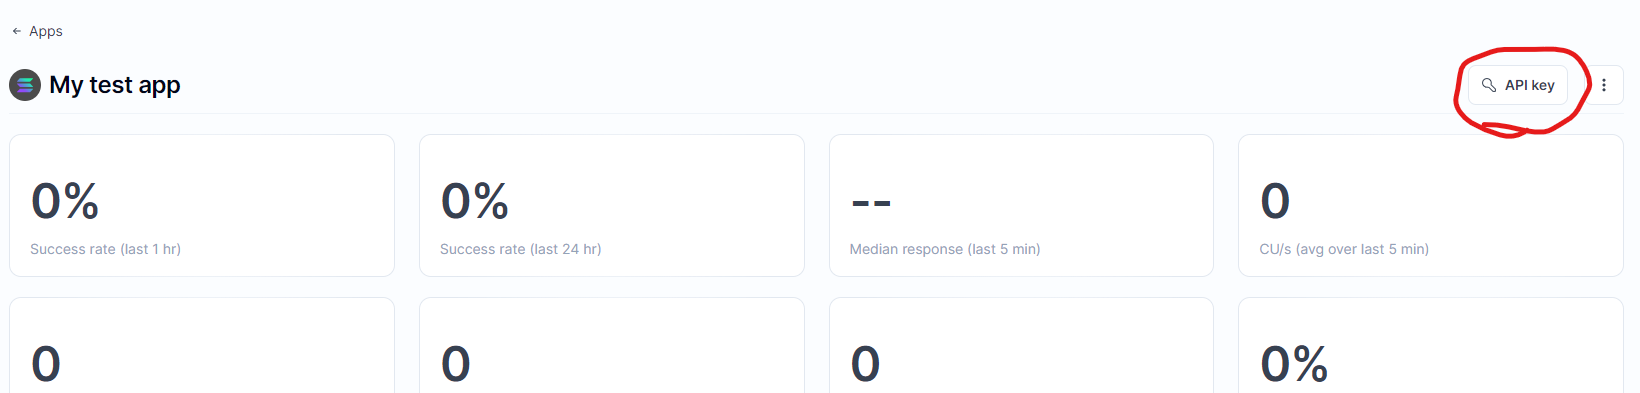 ← Apps
My test app
API key
0%
Success rate (last 1 hr)
0%
Success rate (last 24 hr)
--
Median response (last 5 min)
0
CU/s (avg over last 5 min)
0
0
0
0%